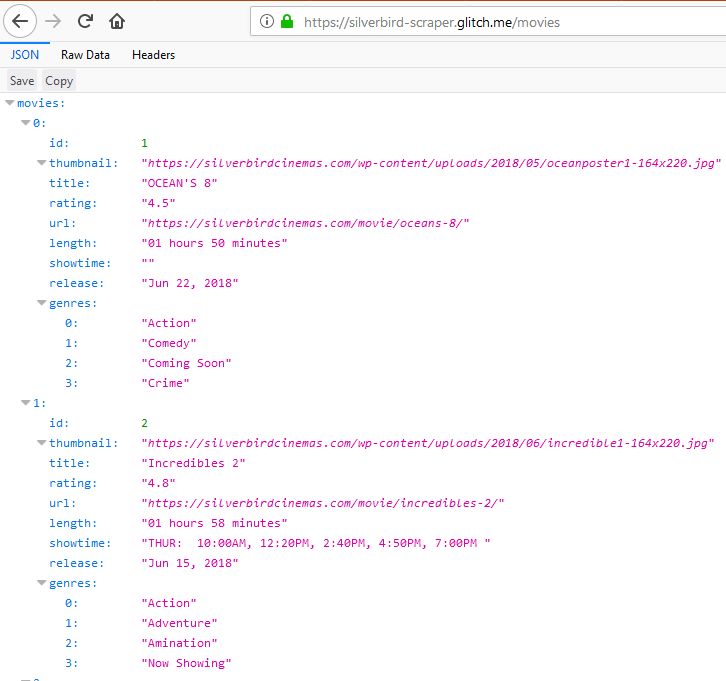 https://silverbird-scraper.glitch.me/movies
JSON Raw Data Headers
Save Copy
movies:
0:
id: 1
thumbnail: "https://silverbirdcinemas.com/wp-content/uploads/2018/05/oceanposter1-164x220.jpg"
title: "OCEAN'S 8"
rating: "4.5"
url: "https://silverbirdcinemas.com/movie/oceans-8/"
length: "01 hours 50 minutes"
showtime: ""
release: "Jun 22, 2018"
genres:
0: "Action"
1: "Comedy"
2: "Coming Soon"
3: "Crime"
1:
id: 2
thumbnail: "https://silverbirdcinemas.com/wp-content/uploads/2018/06/incredible1-164x220.jpg"
title: "Incredibles 2"
rating: "4.8"
url: "https://silverbirdcinemas.com/movie/incredibles-2/"
length: "01 hours 58 minutes"
showtime: "THUR:  10:00AM, 12:20PM, 2:40PM, 4:50PM, 7:00PM "
release: "Jun 15, 2018"
genres:
0: "Action"
1: "Adventure"
2: "Amination"
3: "Now Showing"